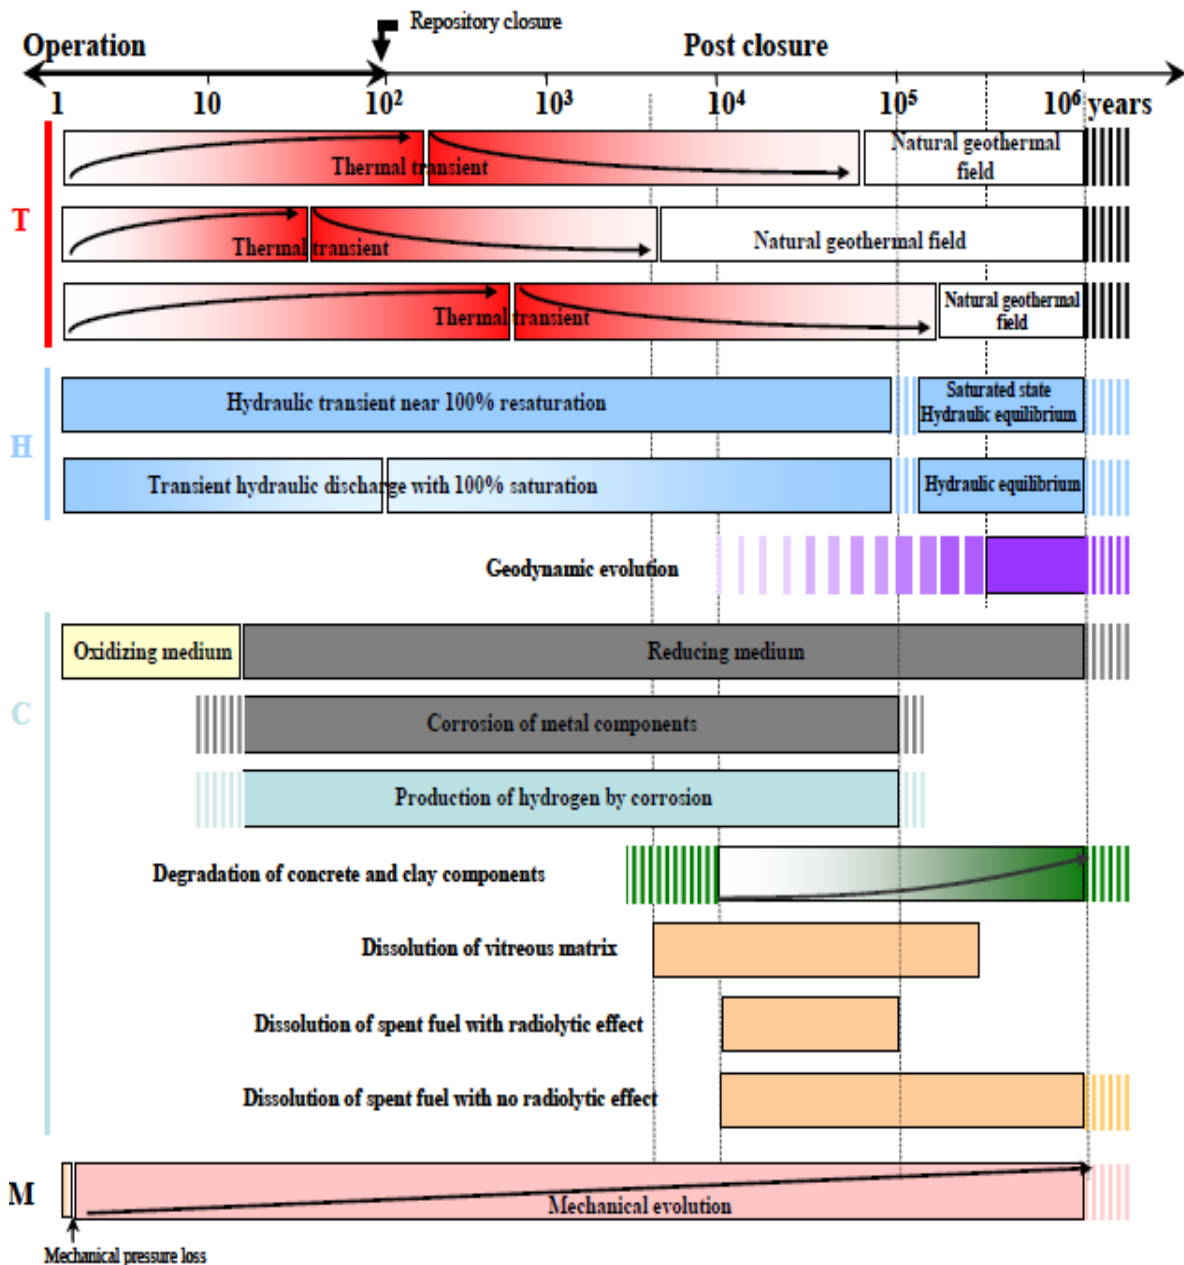 Repository closure
Operation
Post closure
1 10 10² 10³ 10⁴ 10⁵ 10⁶ years
T
Thermal transient
Natural geothermal
field
Thermal transient
Natural geothermal field
Thermal transient
Natural geothermal
field
H
Hydraulic transient near 100% resaturation
Saturated state
Hydraulic equilibrium
Transient hydraulic discharge with 100% saturation
Hydraulic equilibrium
Geodynamic evolution
C
Oxidizing medium
Reducing medium
Corrosion of metal components
Production of hydrogen by corrosion
Degradation of concrete and clay components
Dissolution of vitreous matrix
Dissolution of spent fuel with radiolytic effect
Dissolution of spent fuel with no radiolytic effect
M
Mechanical evolution
Mechanical pressure loss